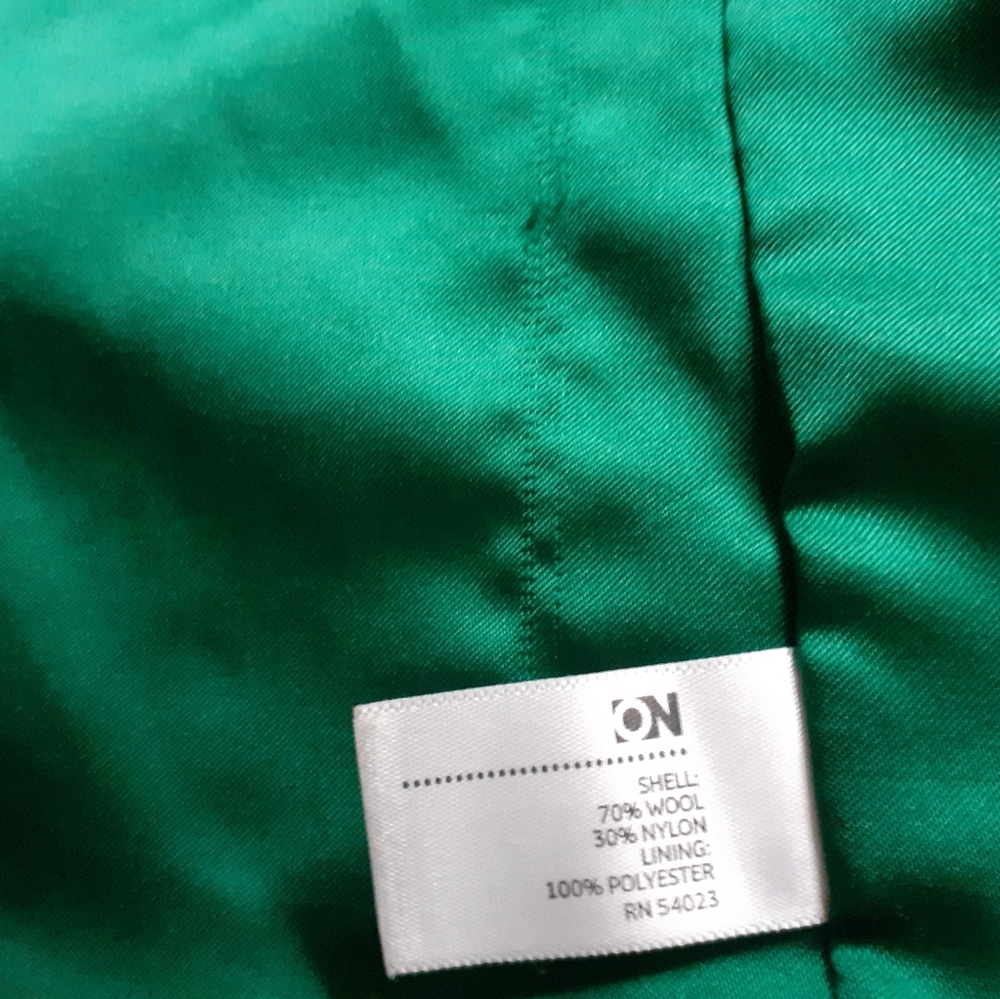 ON
SHELL:
70% WOOL
30% NYLON
LINING:
100% POLYESTER
RN 54023